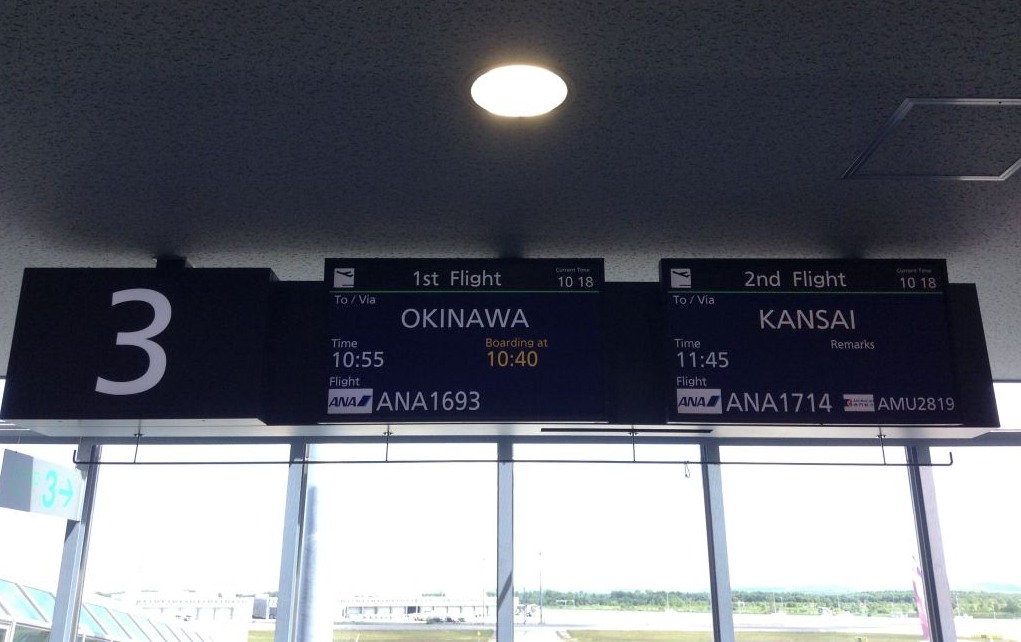 3
1st Flight
Current Time
10 18
To / Via
OKINAWA
Time
10:55
Boarding at
10:40
Flight
ANA
ANA1693
2nd Flight
Current Time
10 18
To / Via
KANSAI
Time
11:45
Remarks
Flight
ANA
ANA1714
AMU2819
3→